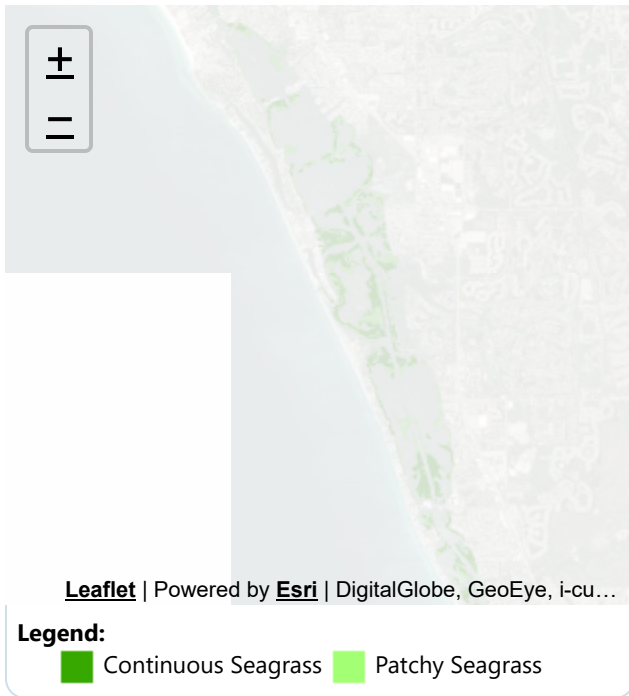 +
−
Leaflet | Powered by Esri | DigitalGlobe, GeoEye, i-cu…
Legend:
Continuous Seagrass Patchy Seagrass